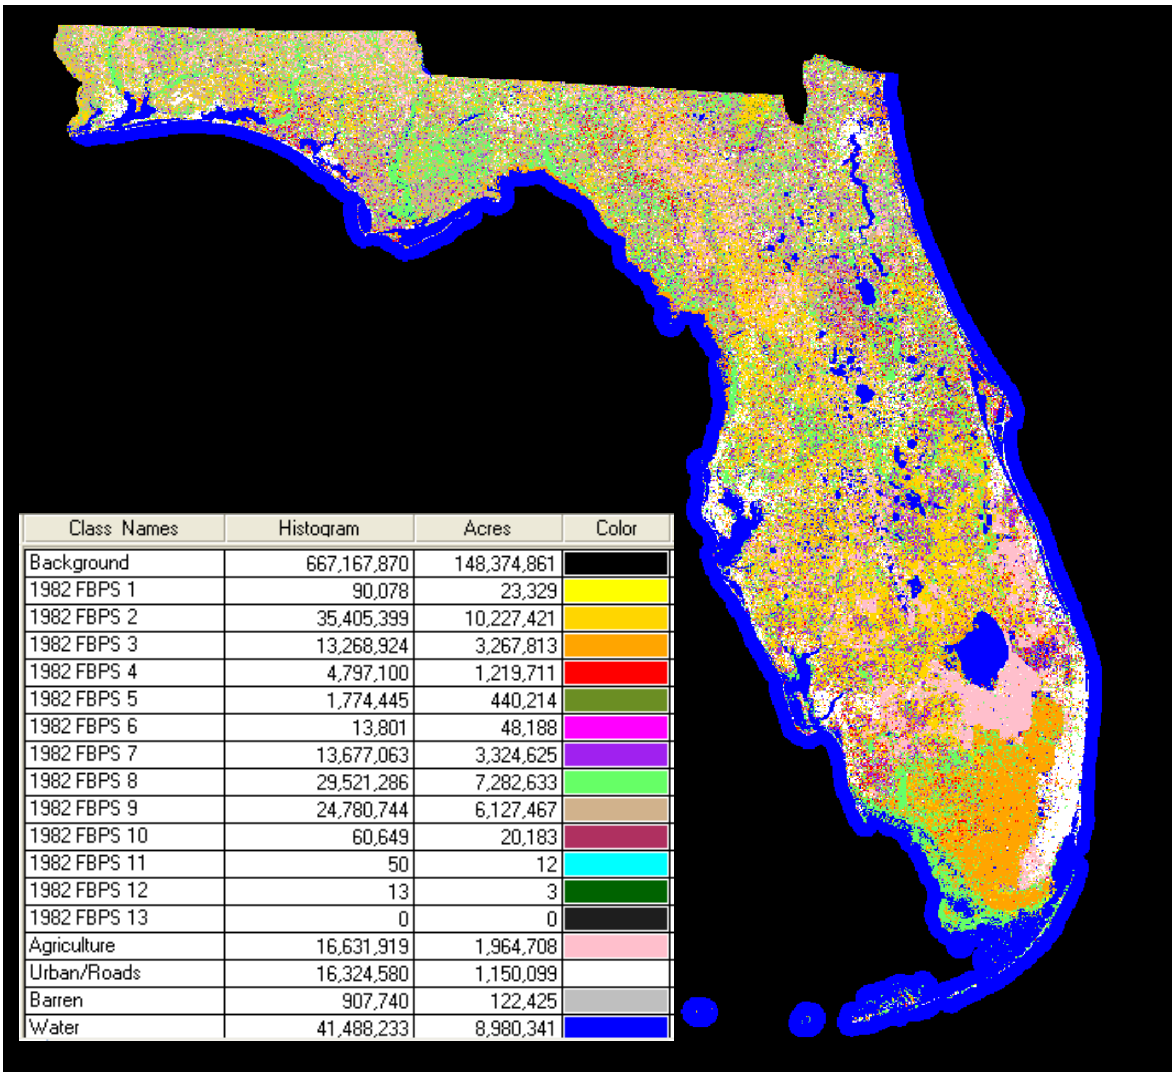 Class Names Histogram Acres Color
Background 667,167,870 148,374,861
1982 FBPS 1 90,078 23,329
1982 FBPS 2 35,405,399 10,227,421
1982 FBPS 3 13,268,924 3,267,813
1982 FBPS 4 4,797,100 1,219,711
1982 FBPS 5 1,774,445 440,214
1982 FBPS 6 13,801 48,188
1982 FBPS 7 13,677,063 3,324,625
1982 FBPS 8 29,521,286 7,282,633
1982 FBPS 9 24,780,744 6,127,467
1982 FBPS 10 60,649 20,183
1982 FBPS 11 50 12
1982 FBPS 12 13 3
1982 FBPS 13 0 0
Agriculture 16,631,919 1,964,708
Urban/Roads 16,324,580 1,150,099
Barren 907,740 122,425
Water 41,488,233 8,980,341